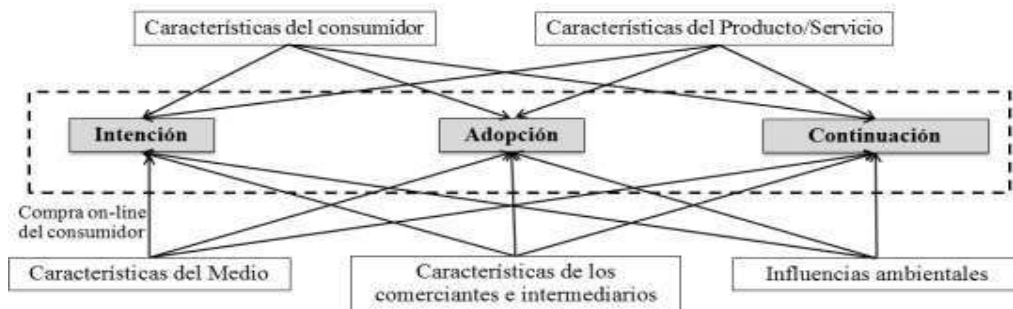 Características del consumidor
Características del Producto/Servicio
Intención
Adopción
Continuación
Compra on-line
del consumidor
Características del Medio
Características de los
comerciantes e intermediarios
Influencias ambientales